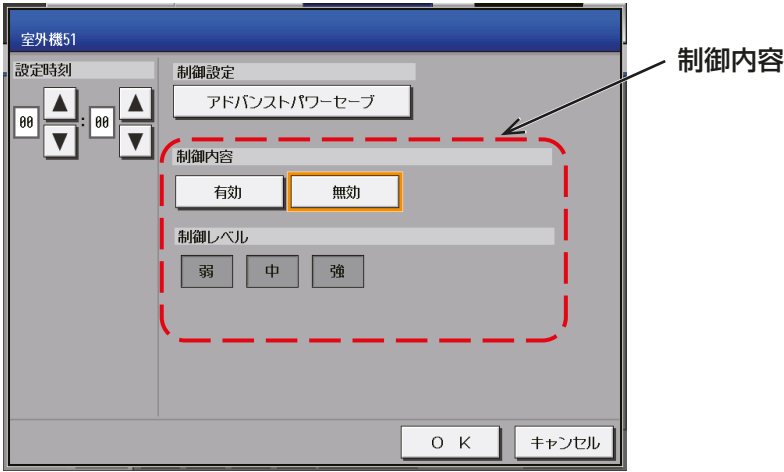 室外機51
制御内容
設定時刻
制御設定
アドバンストパワーセーブ
00 : 00
制御内容
有効 無効
制御レベル
弱 中 強
OK キャンセル